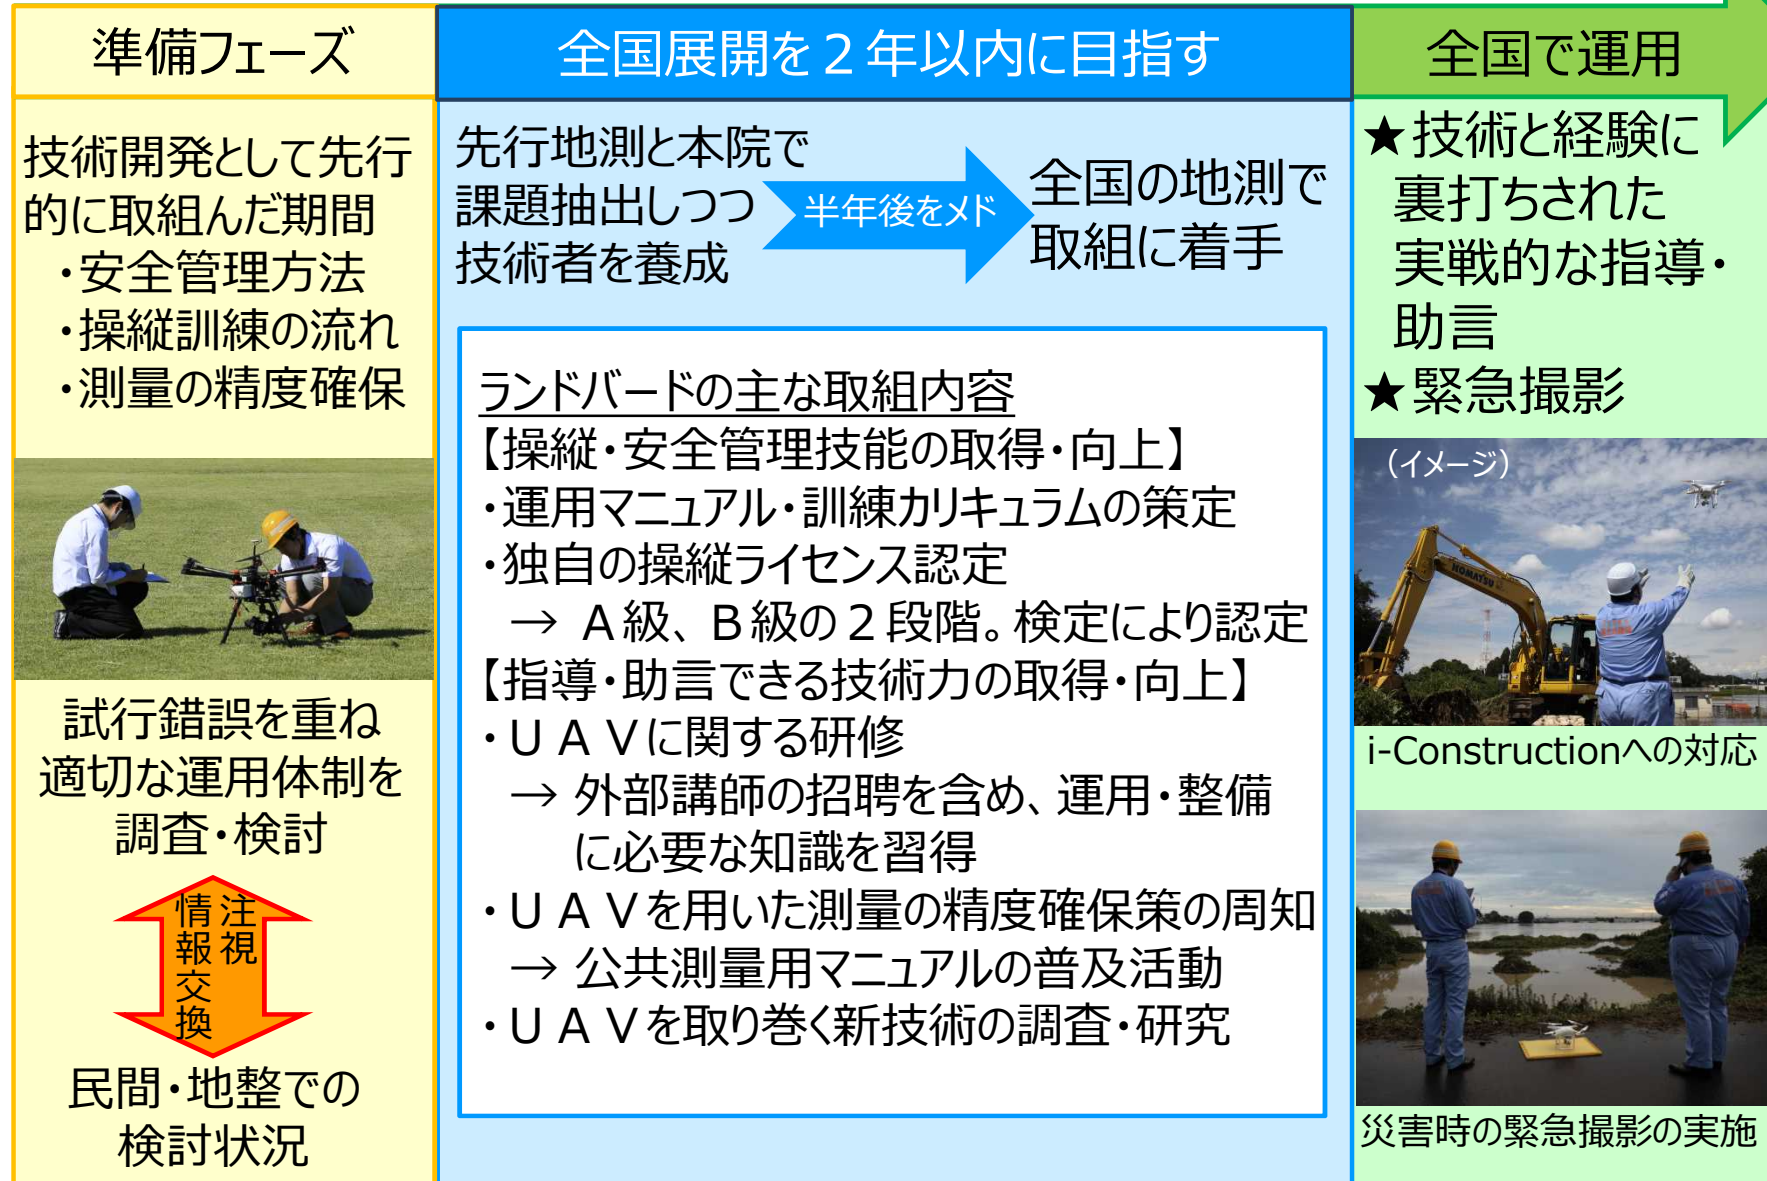 準備フェーズ
技術開発として先行
的に取組んだ期間
・安全管理方法
・操縦訓練の流れ
・測量の精度確保
試行錯誤を重ね
適切な運用体制を
調査・検討
注視
情報交換
民間・地整での
検討状況
全国展開を２年以内に目指す
先行地測と本院で
課題抽出しつつ
技術者を養成
半年後をメド
全国の地測で
取組に着手
ランドバードの主な取組内容
【操縦・安全管理技能の取得・向上】
・運用マニュアル・訓練カリキュラムの策定
・独自の操縦ライセンス認定
→ Ａ級、Ｂ級の２段階。検定により認定
【指導・助言できる技術力の取得・向上】
・ＵＡＶに関する研修
→ 外部講師の招聘を含め、運用・整備
に必要な知識を習得
・ＵＡＶを用いた測量の精度確保策の周知
→ 公共測量用マニュアルの普及活動
・ＵＡＶを取り巻く新技術の調査・研究
全国で運用
★技術と経験に
裏打ちされた
実戦的な指導・
助言
★緊急撮影
（イメージ）
KOMATSU
i-Constructionへの対応
災害時の緊急撮影の実施